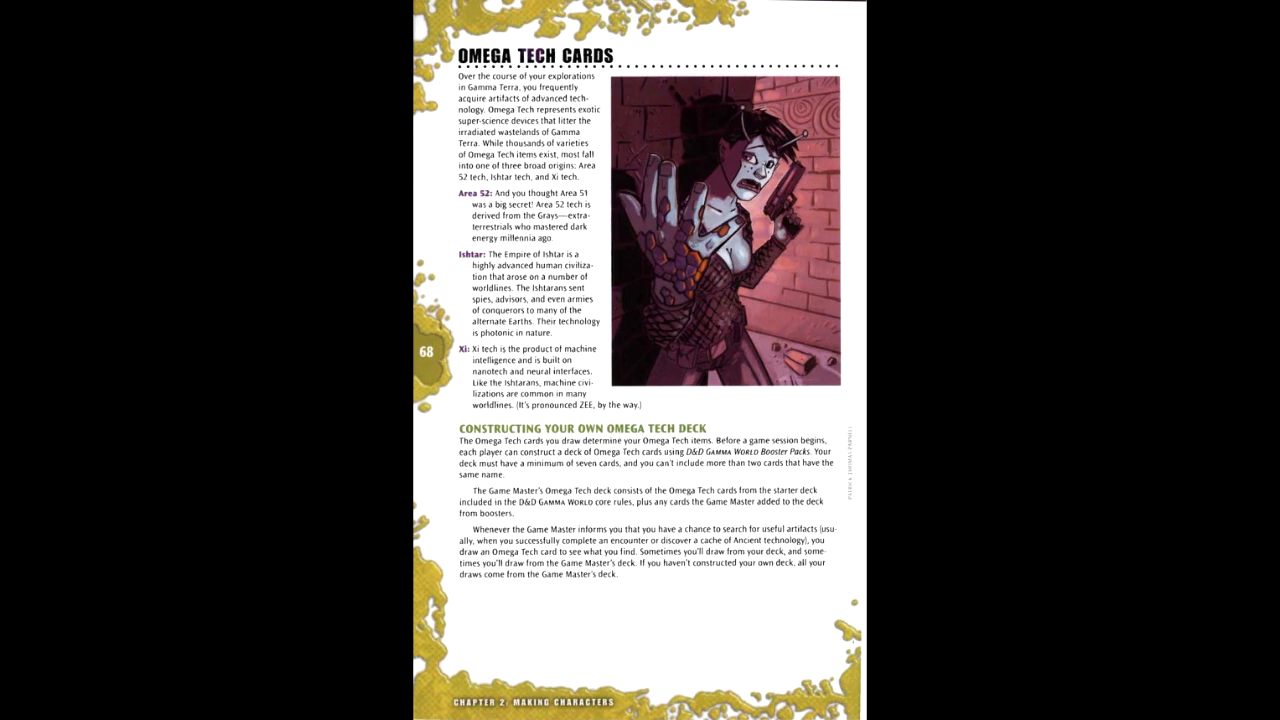 OMEGA TECH CARDS
Over the course of your explorations
in Gamma Terra, you frequently
acquire artifacts of advanced tech-
nology. Omega Tech represents exotic
super-science devices that litter the
irradiated wastelands of Gamma
Terra. While thousands of varieties
of Omega Tech items exist, most fall
into one of three broad origins: Area
52 tech, Ishtar tech, and Xi tech.
Area 52: And you thought Area 51
was a big secret! Area 52 tech is
derived from the Grays—extra-
terrestrials who mastered dark
energy millennia ago.
Ishtar: The Empire of Ishtar is a
highly advanced human civiliza-
tion that arose on a number of
worldlines. The Ishtarans sent
spies, advisors, and even armies
of conquerors to many of the
alternate Earths. Their technology
is photonic in nature.
Xi: Xi tech is the product of machine
intelligence and is built on
nanotech and neural interfaces.
Like the Ishtarans, machine civi-
lizations are common in many
worldlines. (It's pronounced ZEE, by the way.)
68
CONSTRUCTING YOUR OWN OMEGA TECH DECK
The Omega Tech cards you draw determine your Omega Tech items. Before a game session begins,
each player can construct a deck of Omega Tech cards using D&D GAMMA WORLD Booster Packs. Your
deck must have a minimum of seven cards, and you can't include more than two cards that have the
same name.
The Game Master's Omega Tech deck consists of the Omega Tech cards from the starter deck
included in the D&D GAMMA WORLD core rules, plus any cards the Game Master added to the deck
from boosters.
Whenever the Game Master informs you that you have a chance to search for useful artifacts (usu-
ally, when you successfully complete an encounter or discover a cache of Ancient technology), you
draw an Omega Tech card to see what you find. Sometimes you'll draw from your deck, and some-
times you'll draw from the Game Master's deck. If you haven't constructed your own deck, all your
draws come from the Game Master's deck.
CHAPTER 2: MAKING CHARACTERS